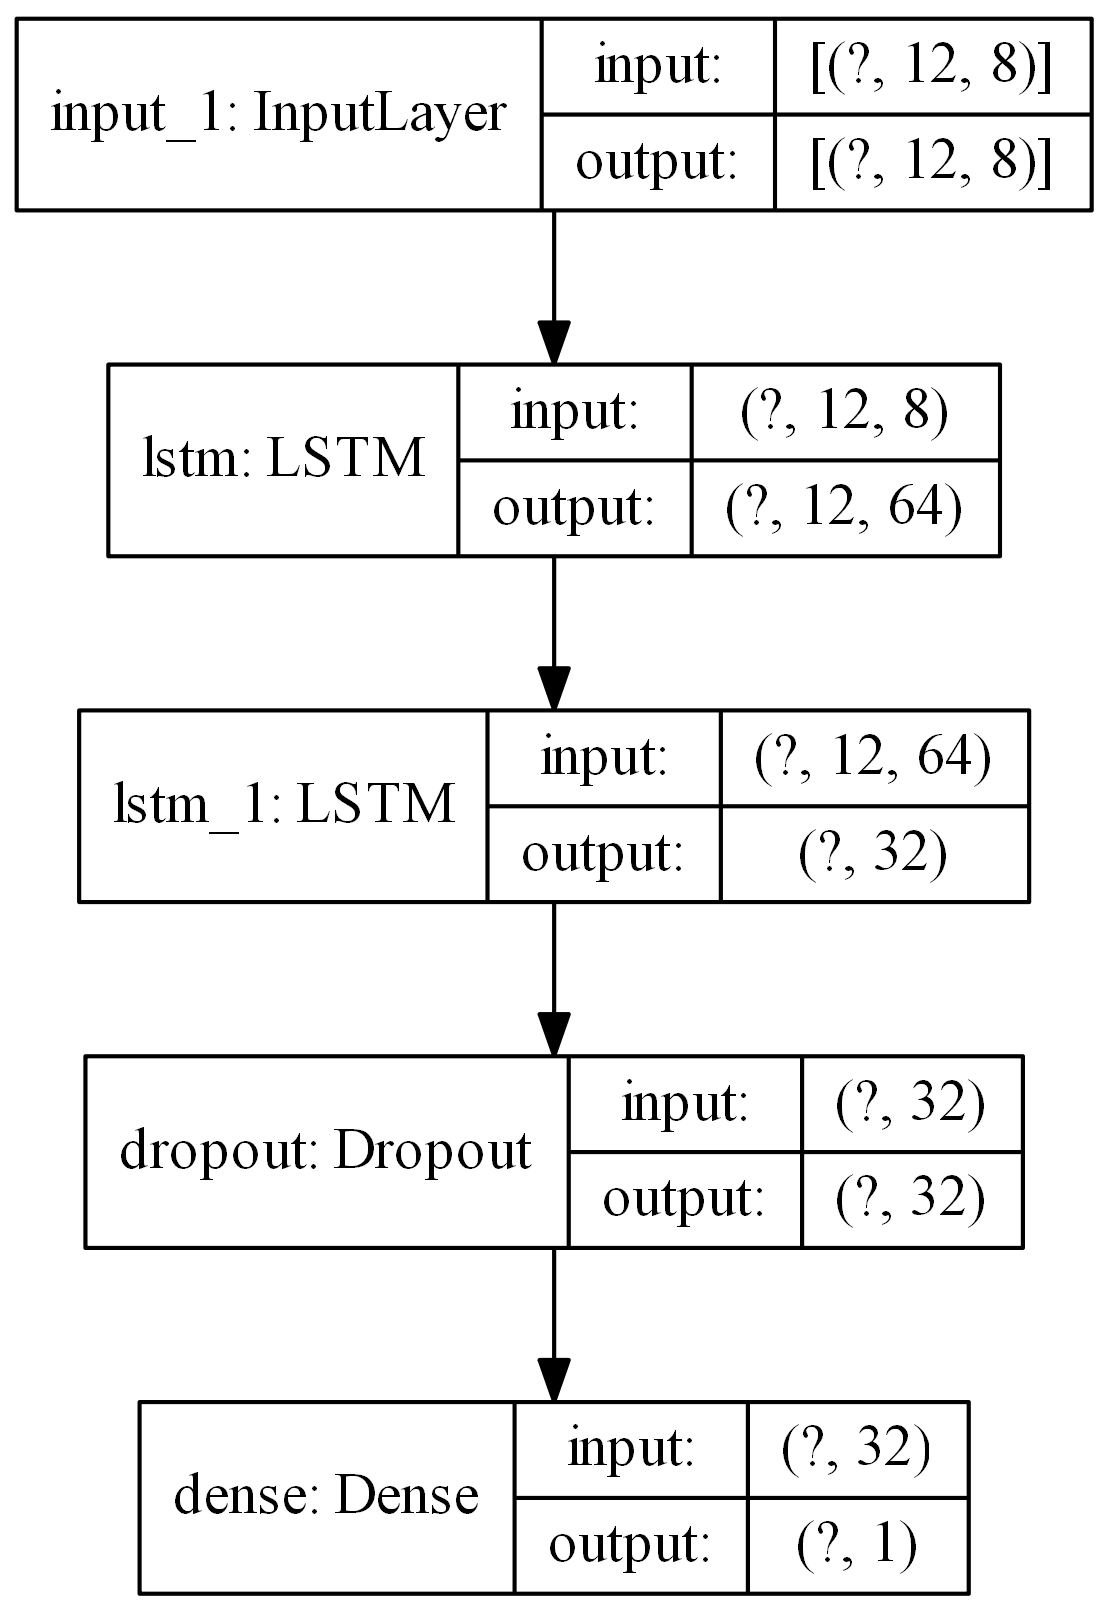 input_1: InputLayer
input: [(?, 12, 8)]
output: [(?, 12, 8)]
lstm: LSTM
input: (?, 12, 8)
output: (?, 12, 64)
lstm_1: LSTM
input: (?, 12, 64)
output: (?, 32)
dropout: Dropout
input: (?, 32)
output: (?, 32)
dense: Dense
input: (?, 32)
output: (?, 1)